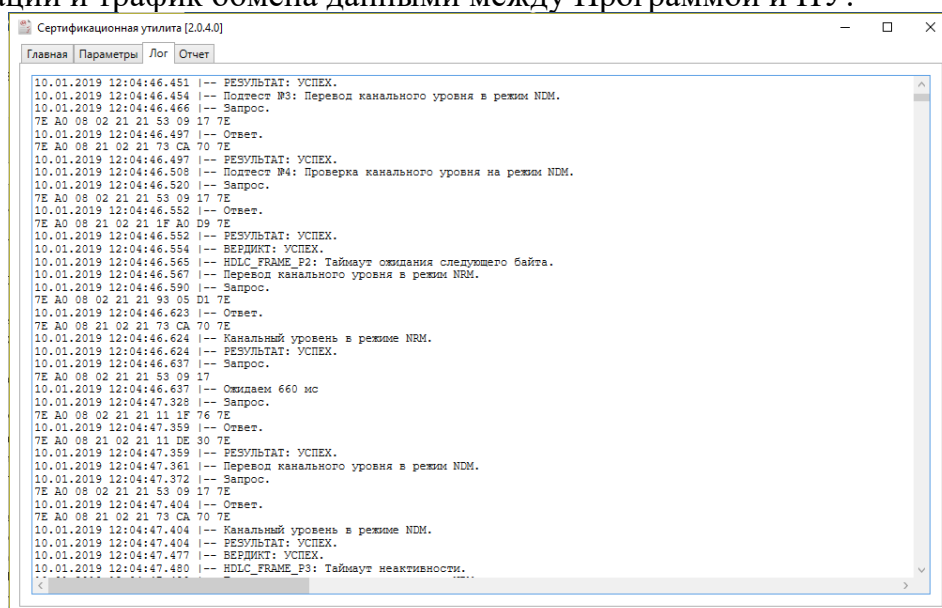 ации и трафик обмена данными между Программой и ПУ.
Сертификационная утилита [2.0.4.0]
Главная Параметры Лог Отчет
10.01.2019 12:04:46.451 |-- РЕЗУЛЬТАТ: УСПЕХ.
10.01.2019 12:04:46.454 |-- Подтест №3: Перевод канального уровня в режим NDM.
10.01.2019 12:04:46.466 |-- Запрос.
7E A0 08 02 21 21 53 09 17 7E
10.01.2019 12:04:46.497 |-- Ответ.
7E A0 08 21 02 21 73 CA 70 7E
10.01.2019 12:04:46.497 |-- РЕЗУЛЬТАТ: УСПЕХ.
10.01.2019 12:04:46.508 |-- Подтест №4: Проверка канального уровня на режим NDM.
10.01.2019 12:04:46.520 |-- Запрос.
7E A0 08 02 21 21 53 09 17 7E
10.01.2019 12:04:46.552 |-- Ответ.
7E A0 08 21 02 21 1F A0 D9 7E
10.01.2019 12:04:46.552 |-- РЕЗУЛЬТАТ: УСПЕХ.
10.01.2019 12:04:46.554 |-- ВЕРДИКТ: УСПЕХ.
10.01.2019 12:04:46.565 |-- HDLC_FRAME_P2: Таймаут ожидания следующего байта.
10.01.2019 12:04:46.567 |-- Перевод канального уровня в режим NRM.
10.01.2019 12:04:46.590 |-- Запрос.
7E A0 08 02 21 21 93 05 D1 7E
10.01.2019 12:04:46.623 |-- Ответ.
7E A0 08 21 02 21 73 CA 70 7E
10.01.2019 12:04:46.624 |-- Канальный уровень в режиме NRM.
10.01.2019 12:04:46.624 |-- РЕЗУЛЬТАТ: УСПЕХ.
10.01.2019 12:04:46.637 |-- Запрос.
7E A0 08 02 21 21 53 09 17
10.01.2019 12:04:46.637 |-- Ожидаем 660 мс
10.01.2019 12:04:47.328 |-- Запрос.
7E A0 08 02 21 21 11 1F 76 7E
10.01.2019 12:04:47.359 |-- Ответ.
7E A0 08 21 02 21 11 DE 30 7E
10.01.2019 12:04:47.359 |-- РЕЗУЛЬТАТ: УСПЕХ.
10.01.2019 12:04:47.361 |-- Перевод канального уровня в режим NDM.
10.01.2019 12:04:47.372 |-- Запрос.
7E A0 08 02 21 21 53 09 17 7E
10.01.2019 12:04:47.404 |-- Ответ.
7E A0 08 21 02 21 73 CA 70 7E
10.01.2019 12:04:47.404 |-- Канальный уровень в режиме NDM.
10.01.2019 12:04:47.404 |-- РЕЗУЛЬТАТ: УСПЕХ.
10.01.2019 12:04:47.477 |-- ВЕРДИКТ: УСПЕХ.
10.01.2019 12:04:47.480 |-- HDLC_FRAME_P3: Таймаут неактивности.